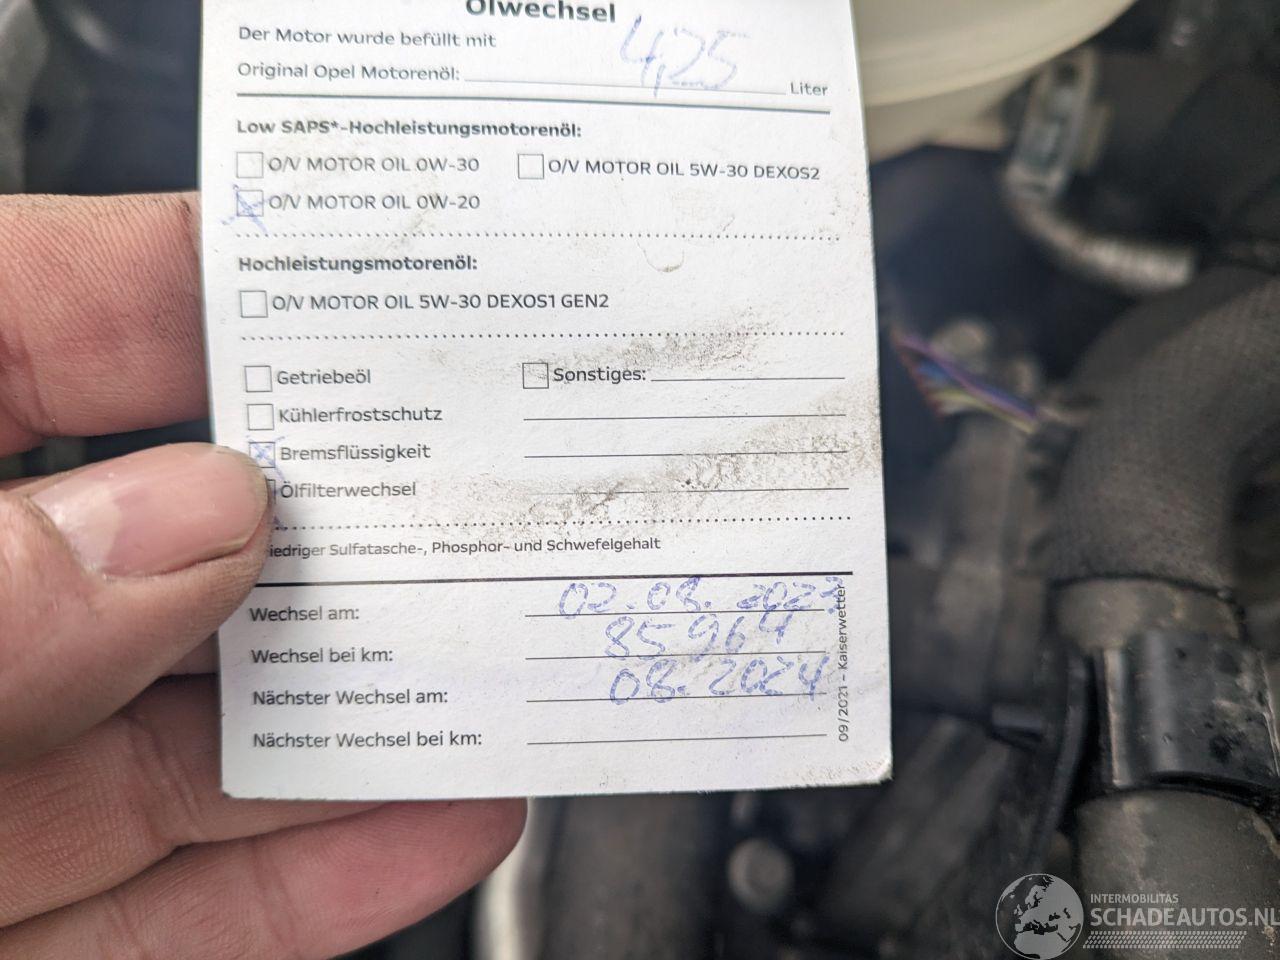 Ölwechsel
Der Motor wurde befüllt mit
Original Opel Motorenöl: 4,25 Liter
Low SAPS*-Hochleistungsmotorenöl:
O/V MOTOR OIL 0W-30 O/V MOTOR OIL 5W-30 DEXOS2
O/V MOTOR OIL 0W-20
Hochleistungsmotorenöl:
O/V MOTOR OIL 5W-30 DEXOS1 GEN2
Getriebeöl Sonstiges:
Kühlerfrostschutz
Bremsflüssigkeit
Ölfilterwechsel
iedriger Sulfatasche-, Phosphor- und Schwefelgehalt
Wechsel am: 02.08.2023
Wechsel bei km: 85964
Nächster Wechsel am: 08.2024
Nächster Wechsel bei km:
09/2021 – Kaiserwetter
INTERMOBILITAS
SCHADEAUTOS.NL